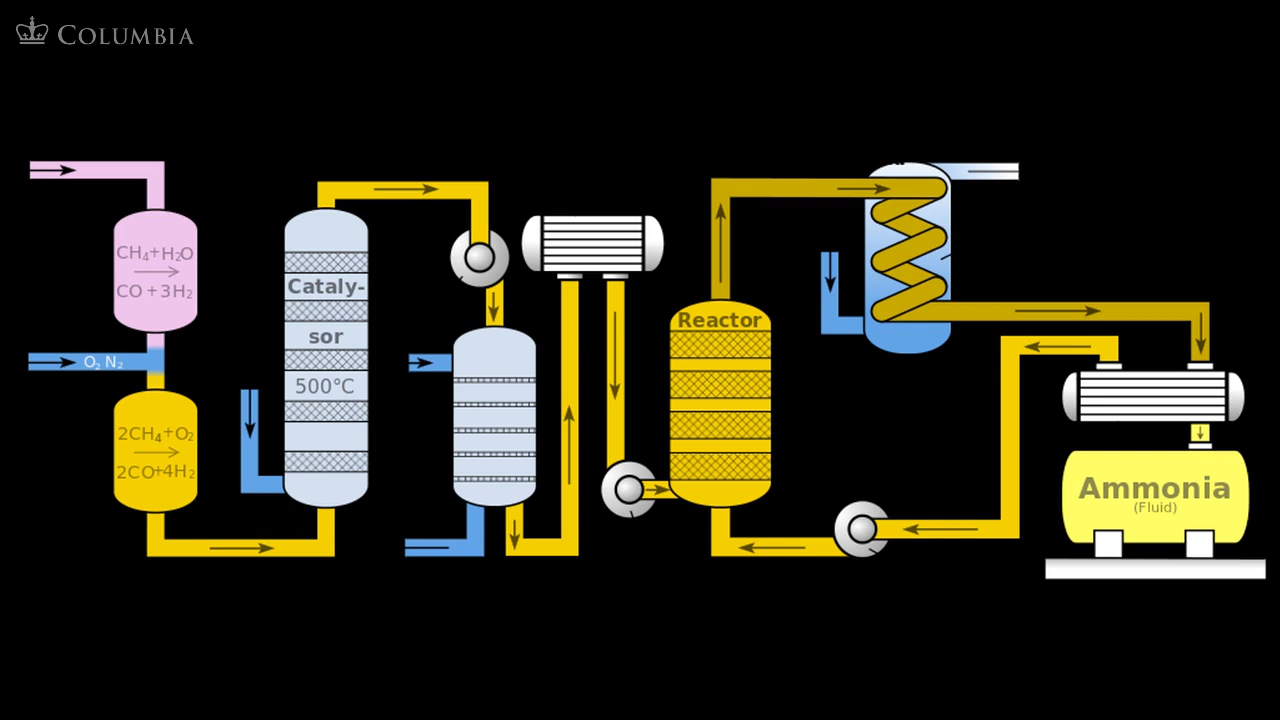 COLUMBIA
CH₄+H₂O
CO+3H₂
O₂ N₂
2CH₄+O₂
2CO+4H₂
Cataly-
sor
500°C
Reactor
Ammonia
(Fluid)